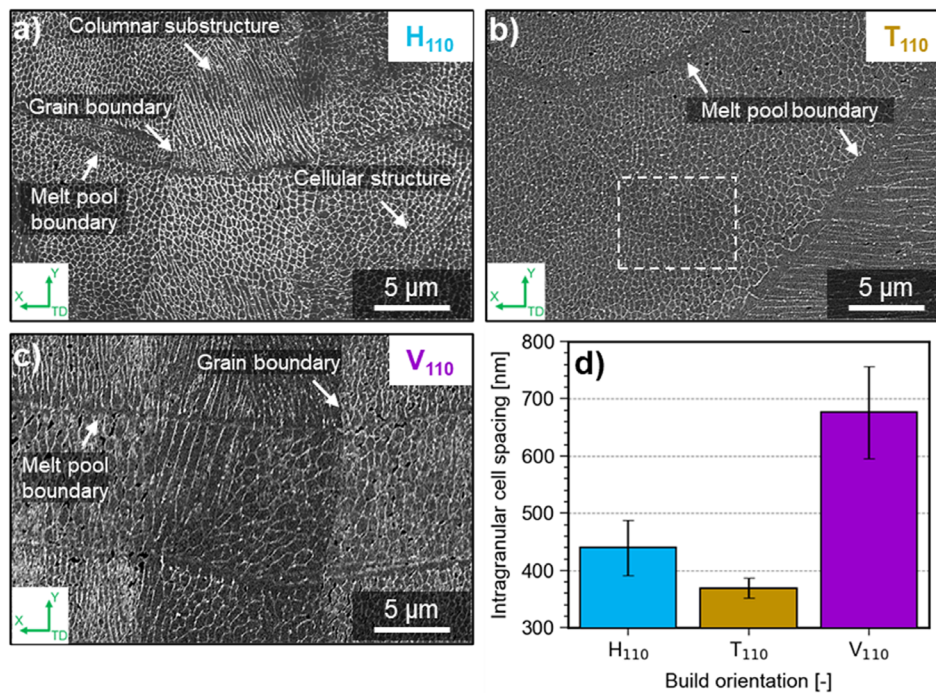 a)
Columnar substructure
H₁₁₀
Grain boundary
Melt pool
boundary
Cellular structure
Y
X
TD
5 µm
b)
T₁₁₀
Melt pool boundary
Y
X
TD
5 µm
c)
Grain boundary
V₁₁₀
Melt pool
boundary
Y
X
TD
5 µm
d)
Intragranular cell spacing [nm]
800
700
600
500
400
300
H₁₁₀
T₁₁₀
V₁₁₀
Build orientation [-]